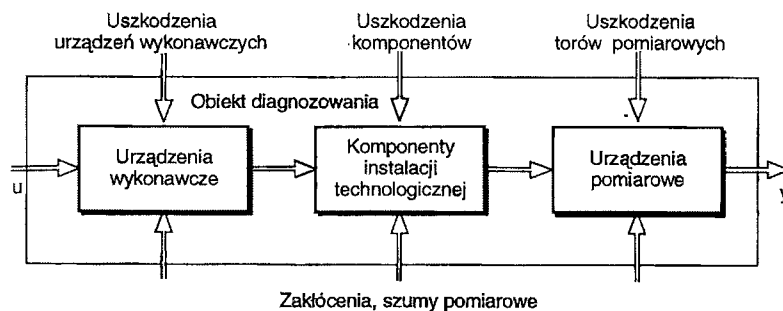 Uszkodzenia
urządzeń wykonawczych
Uszkodzenia
komponentów
Uszkodzenia
torów pomiarowych
Obiekt diagnozowania
Urządzenia
wykonawcze
Komponenty
instalacji
technologicznej
Urządzenia
pomiarowe
u
y
Zakłócenia, szumy pomiarowe